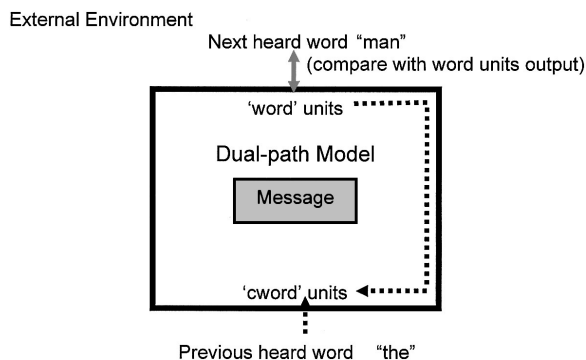 External Environment
Next heard word “man”
(compare with word units output)
‘word’ units
Dual-path Model
Message
‘cword’ units
Previous heard word “the”